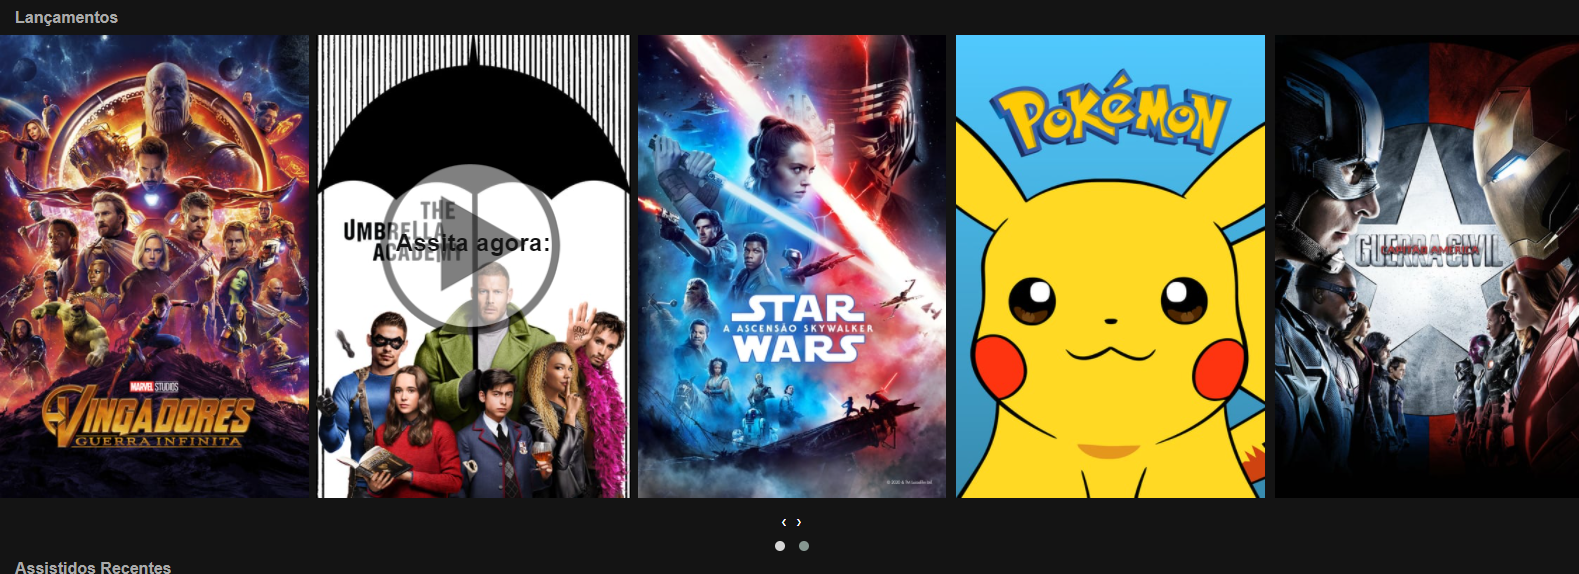 Lançamentos
MARVEL STUDIOS
VINGADORES
GUERRA INFINITA
THE
UMBRELLA
ACADEMY
Assita agora:
STAR
A ASCENSÃO SKYWALKER
WARS
POKÉMON
CAPITÃO AMÉRICA
GUERRA CIVIL
‹ ›
Assistidos Recentes